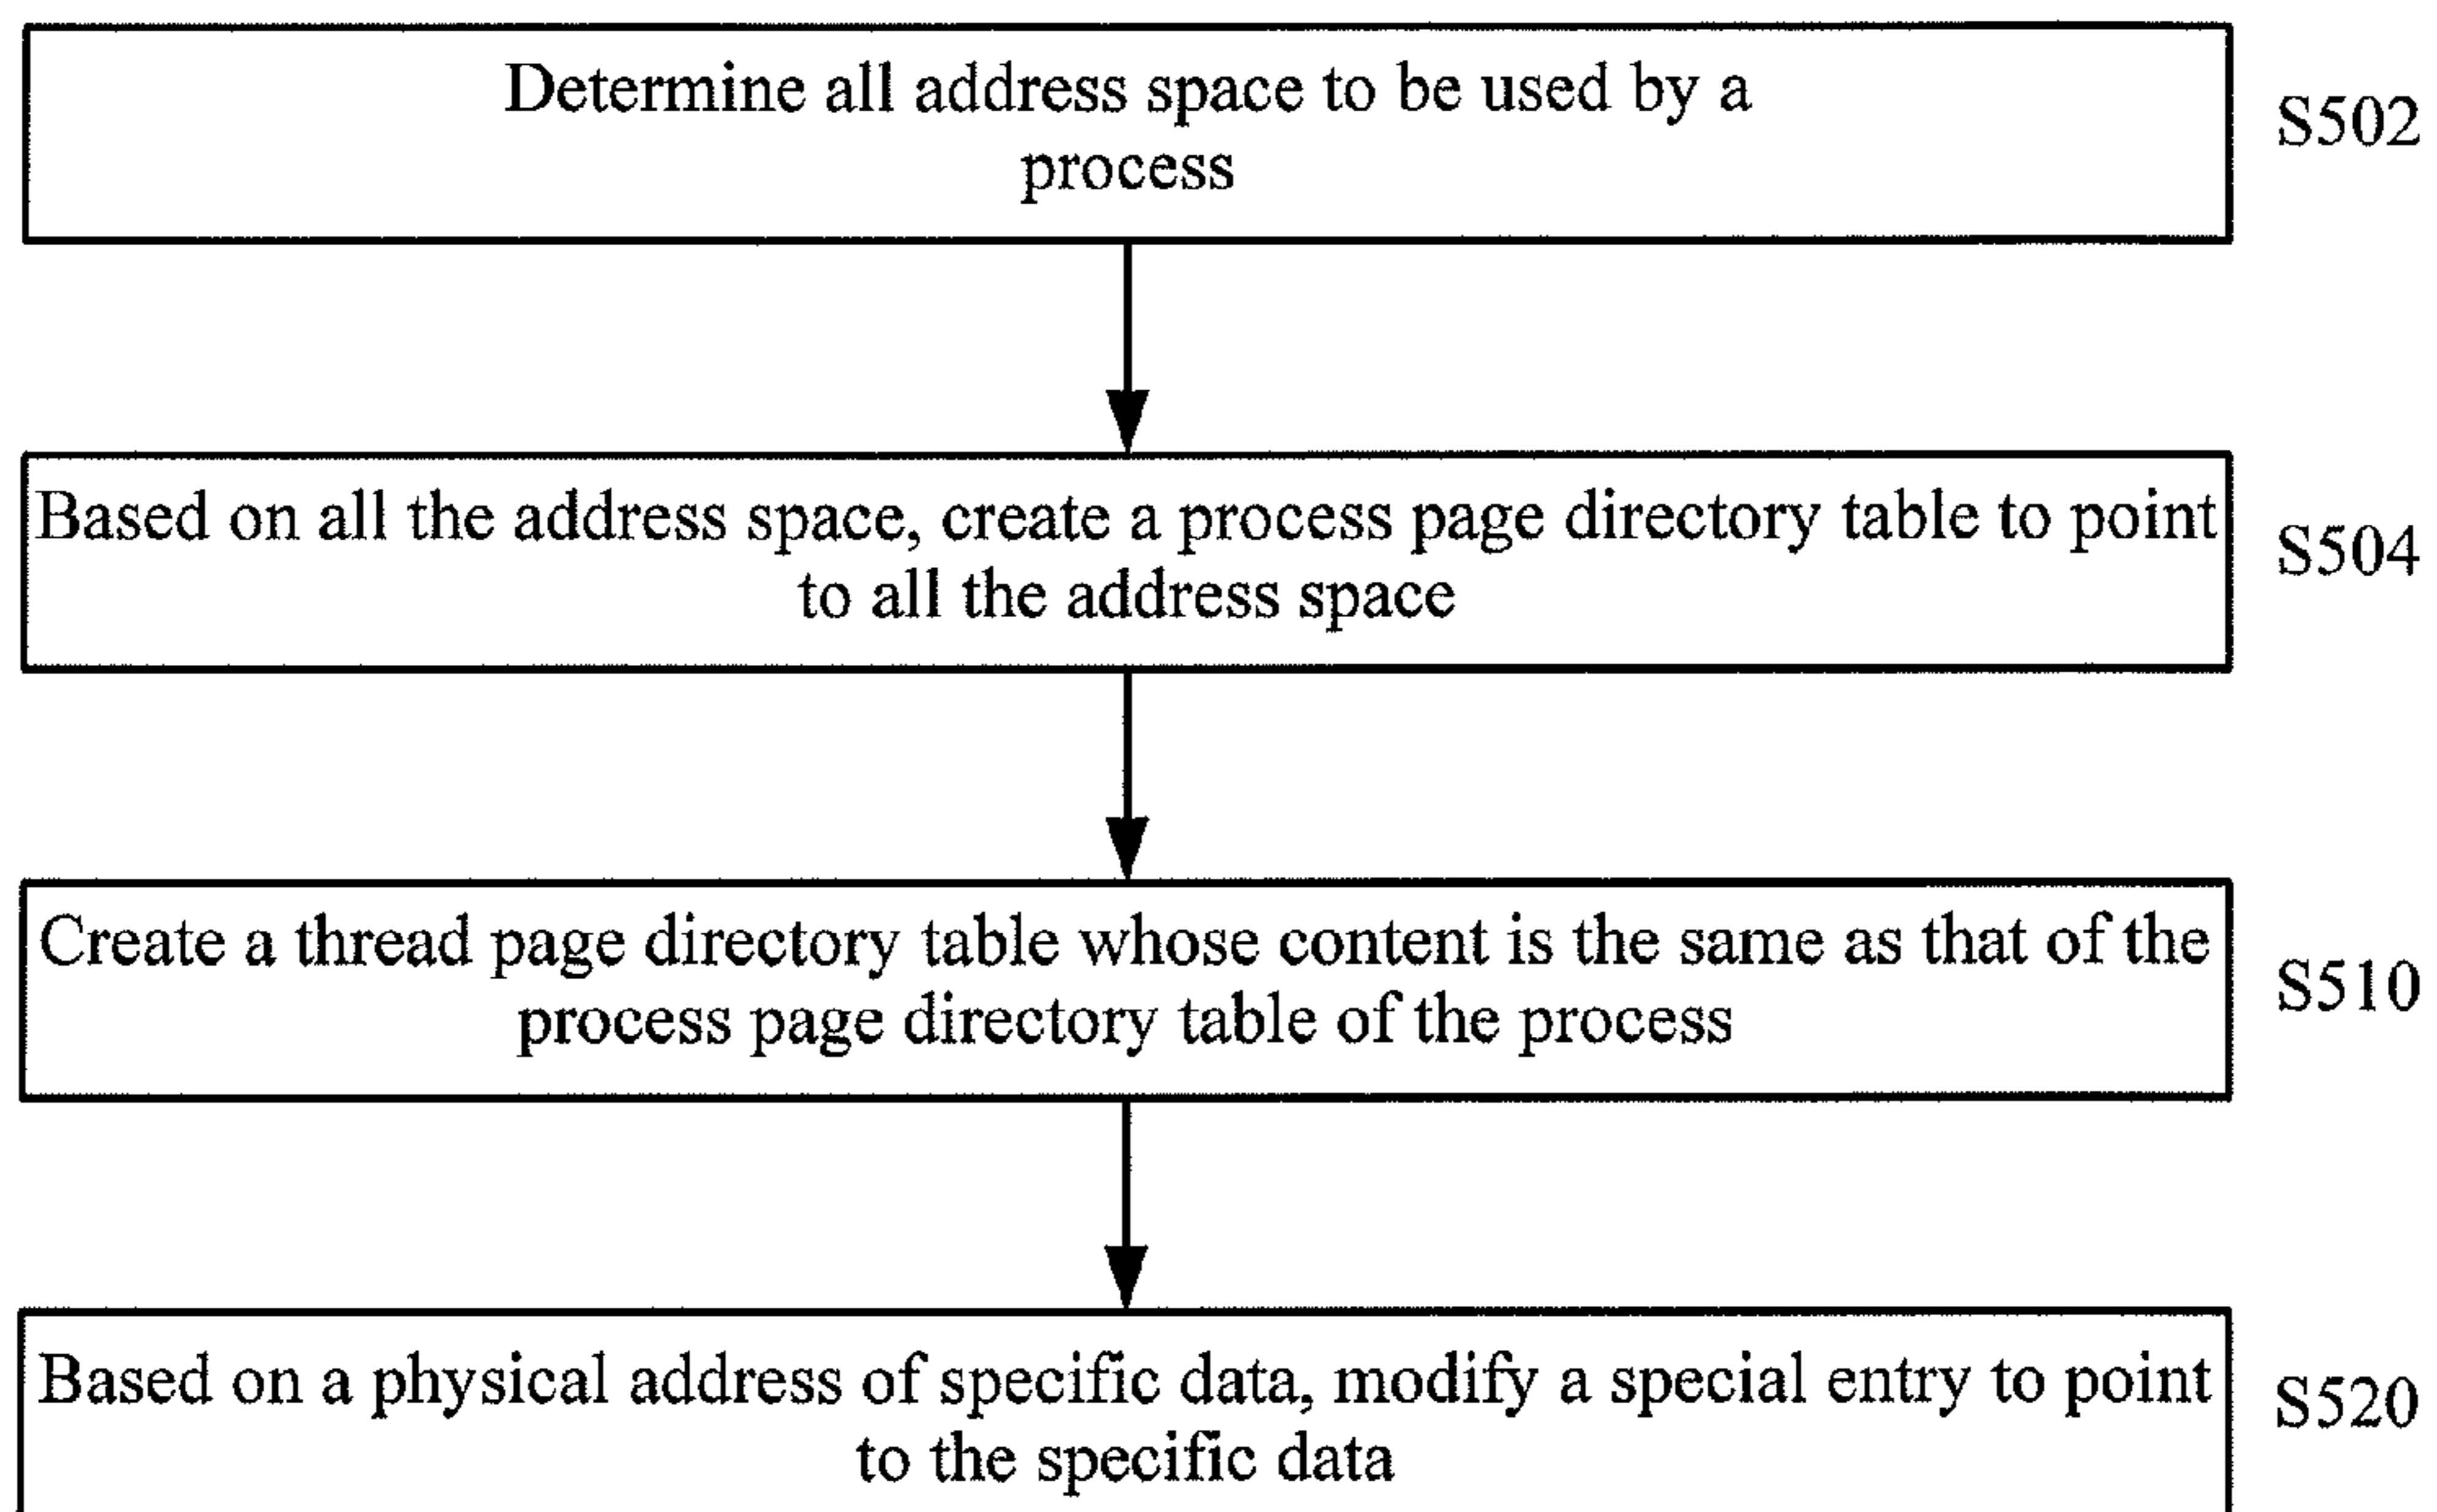 Determine all address space to be used by a
process
S502
Based on all the address space, create a process page directory table to point
to all the address space
S504
Create a thread page directory table whose content is the same as that of the
process page directory table of the process
S510
Based on a physical address of specific data, modify a special entry to point
to the specific data
S520